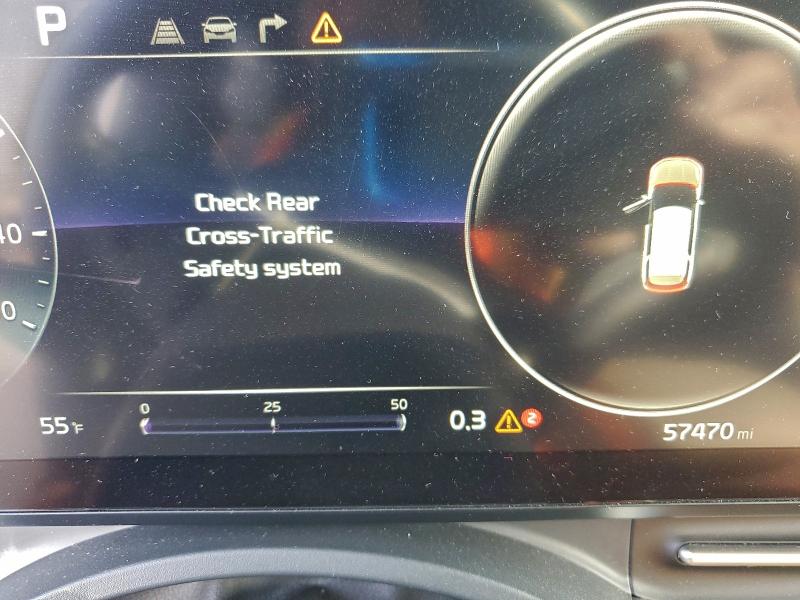 P
Check Rear
Cross-Traffic
Safety system
40
0
0 25 50
55°F
0.3
2
57470 mi